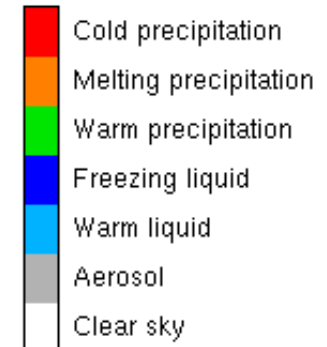 Cold precipitation
Melting precipitation
Warm precipitation
Freezing liquid
Warm liquid
Aerosol
Clear sky